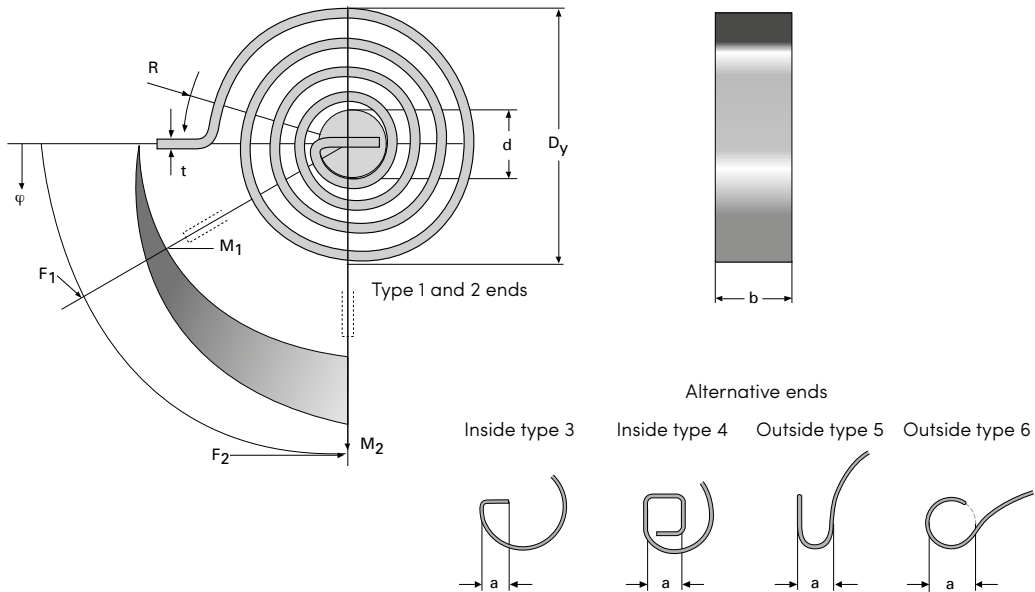 R
t
φ
d
Dy
M1
F1
Type 1 and 2 ends
b
M2
F2
Alternative ends
Inside type 3
Inside type 4
Outside type 5
Outside type 6
a
a
a
a